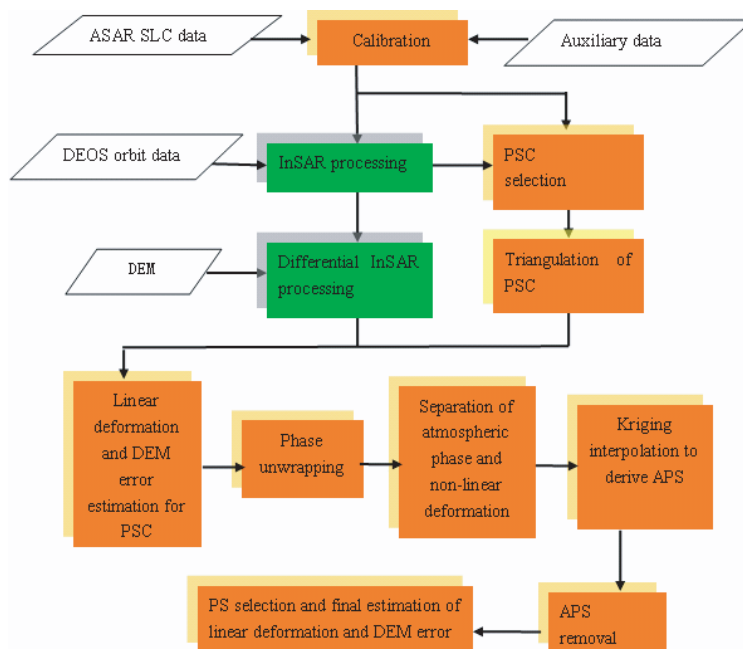 ASAR SLC data
Calibration
Auxiliary data
DEOS orbit data
InSAR processing
PSC
selection
DEM
Differential InSAR
processing
Triangulation of
PSC
Linear
deformation
and DEM
error
estimation for
PSC
Phase
unwrapping
Separation of
atmospheric
phase and
non-linear
deformation
Kriging
interpolation to
derive APS
PS selection and final estimation of
linear deformation and DEM error
APS
removal